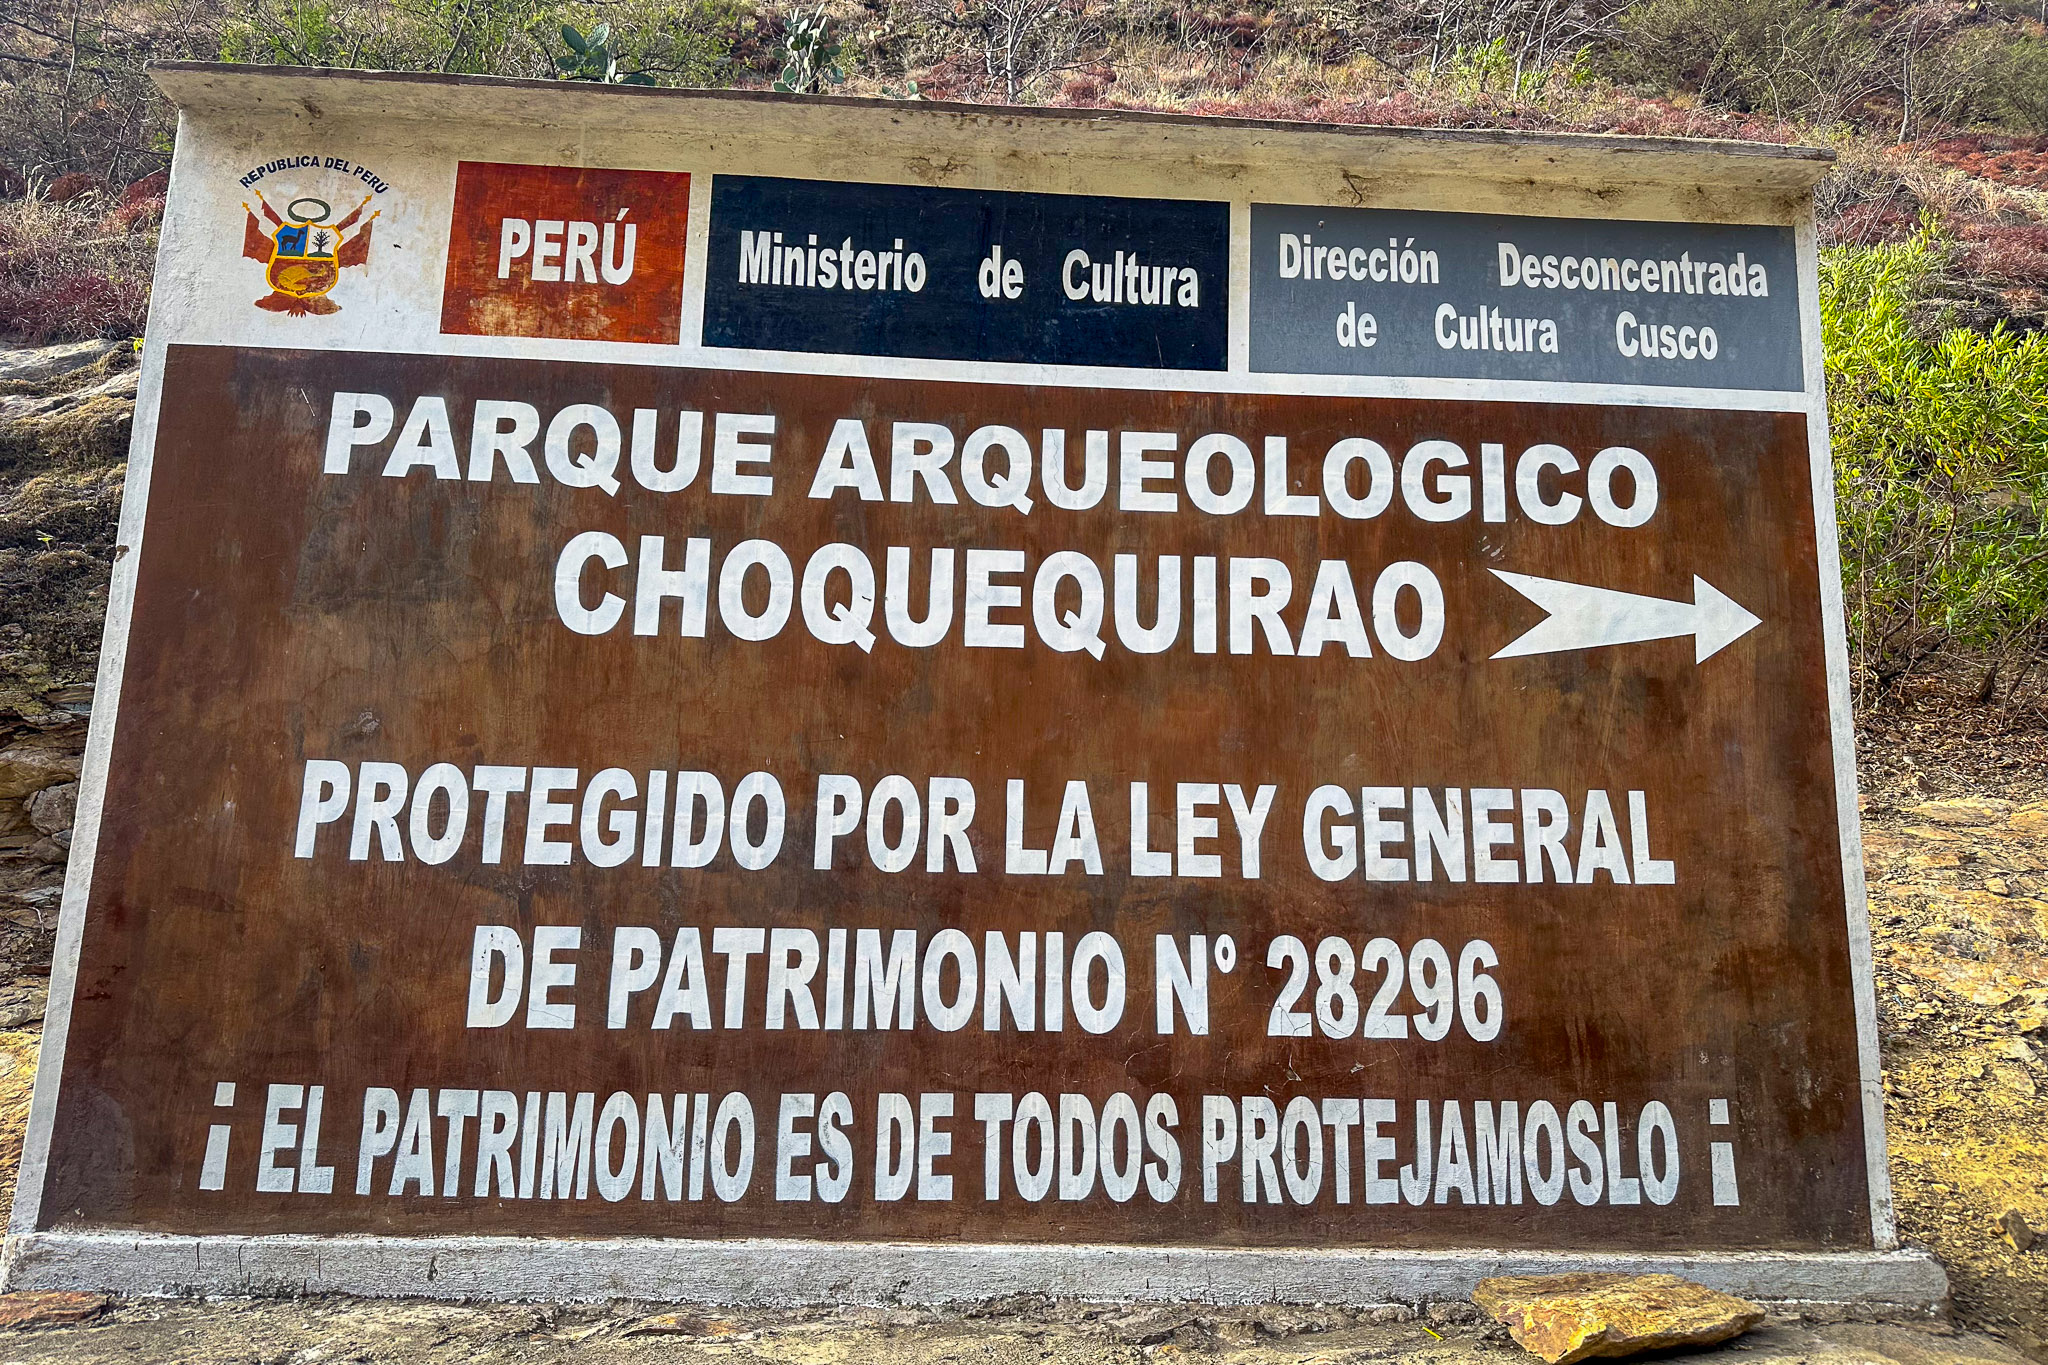 REPUBLICA DEL PERÚ
PERÚ
Ministerio de Cultura
Dirección Desconcentrada
de Cultura Cusco
PARQUE ARQUEOLOGICO
CHOQUEQUIRAO
PROTEGIDO POR LA LEY GENERAL
DE PATRIMONIO N° 28296
¡ EL PATRIMONIO ES DE TODOS PROTEJAMOSLO ¡